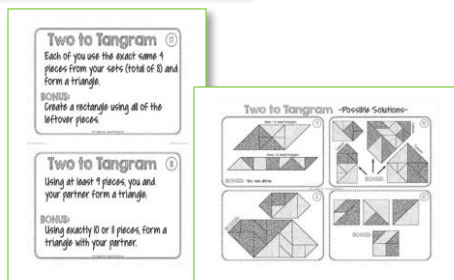 Two to Tangram
Each of you use the exact same 4
pieces from your sets (total of 8) and
form a triangle.
BONUS:
Create a rectangle using all of the
leftover pieces.
Two to Tangram
Using at least 9 pieces, you and
your partner form a triangle.
BONUS:
Using exactly 10 or 11 pieces, form a
triangle with your partner.
Two to Tangram -Possible Solutions-
BONUS:
BONUS:
BONUS:
BONUS: